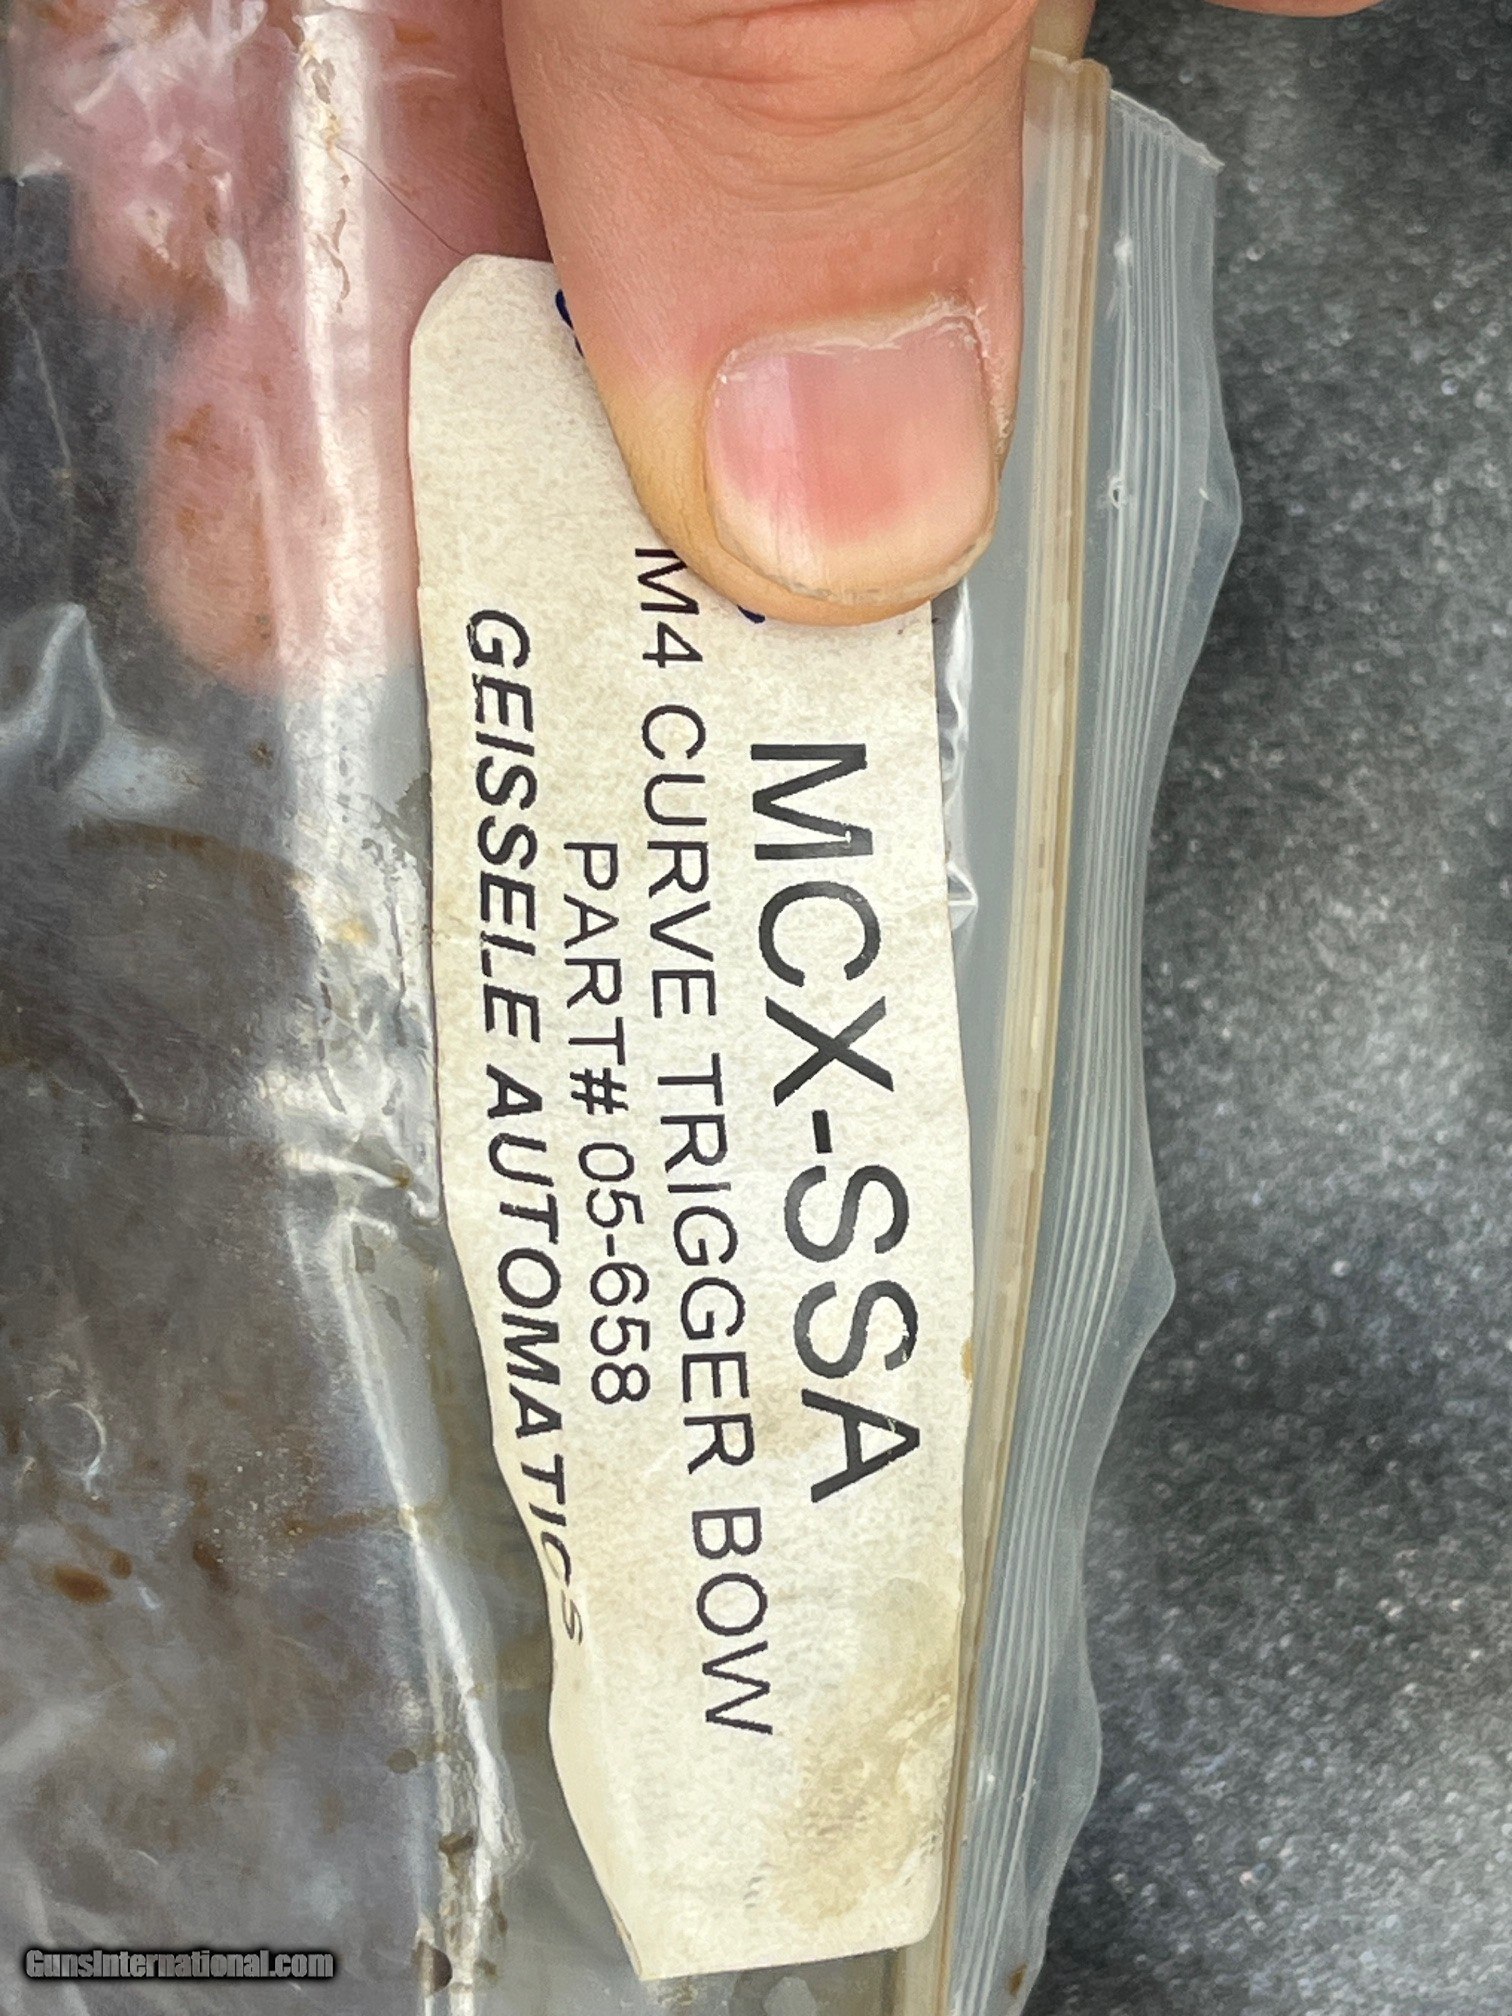 MCX-SSA
M4 CURVE TRIGGER BOW
PART# 05-658
GEISSELE AUTOMATICS
GunsInternational.com